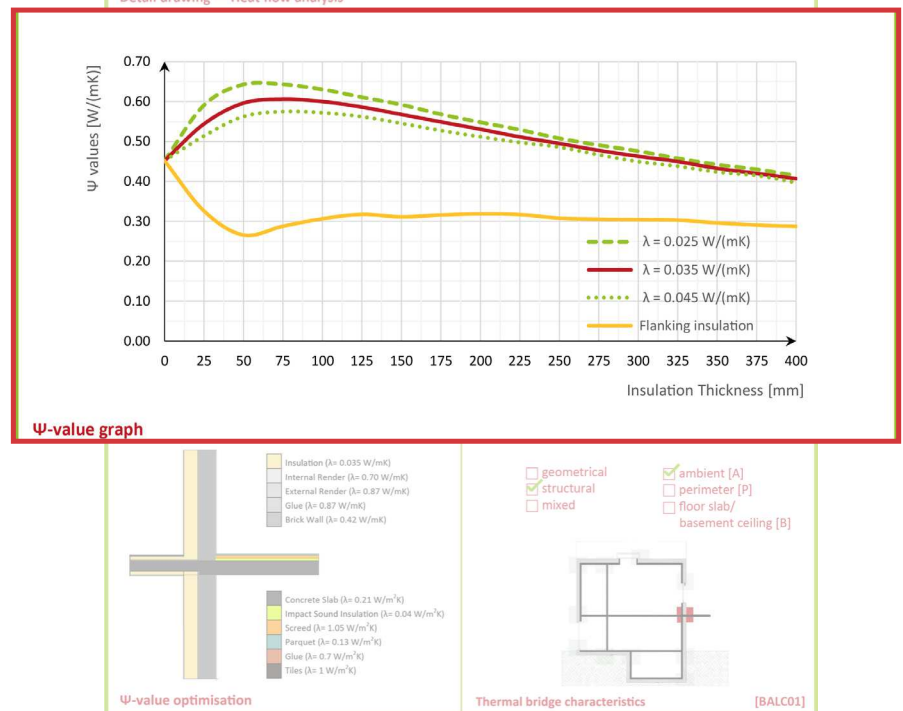 Detail drawing — Heat flow analysis
Ψ values [W/(mK)]
0.70
0.60
0.50
0.40
0.30
0.20
0.10
0.00
0 25 50 75 100 125 150 175 200 225 250 275 300 325 350 375 400
λ = 0.025 W/(mK)
λ = 0.035 W/(mK)
λ = 0.045 W/(mK)
Flanking insulation
Insulation Thickness [mm]
Ψ-value graph
Insulation (λ= 0.035 W/mK)
Internal Render (λ= 0.70 W/mK)
External Render (λ= 0.87 W/mK)
Glue (λ= 0.87 W/mK)
Brick Wall (λ= 0.42 W/mK)
Concrete Slab (λ= 0.21 W/m²K)
Impact Sound Insulation (λ= 0.04 W/m²K)
Screed (λ= 1.05 W/m²K)
Parquet (λ= 0.13 W/m²K)
Glue (λ= 0.7 W/m²K)
Tiles (λ= 1 W/m²K)
Ψ-value optimisation
geometrical
structural
mixed
ambient [A]
perimeter [P]
floor slab/
basement ceiling [B]
Thermal bridge characteristics [BALC01]